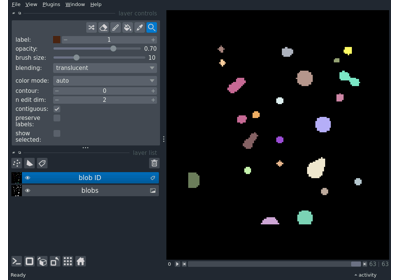 File View Plugins Window Help
layer controls
label: 1
opacity: 0.70
brush size: 10
blending: translucent
color mode: auto
contour: 0
n edit dim: 2
contiguous:
preserve
labels:
show
selected:
layer list
blob ID
blobs
63 63
Ready
activity